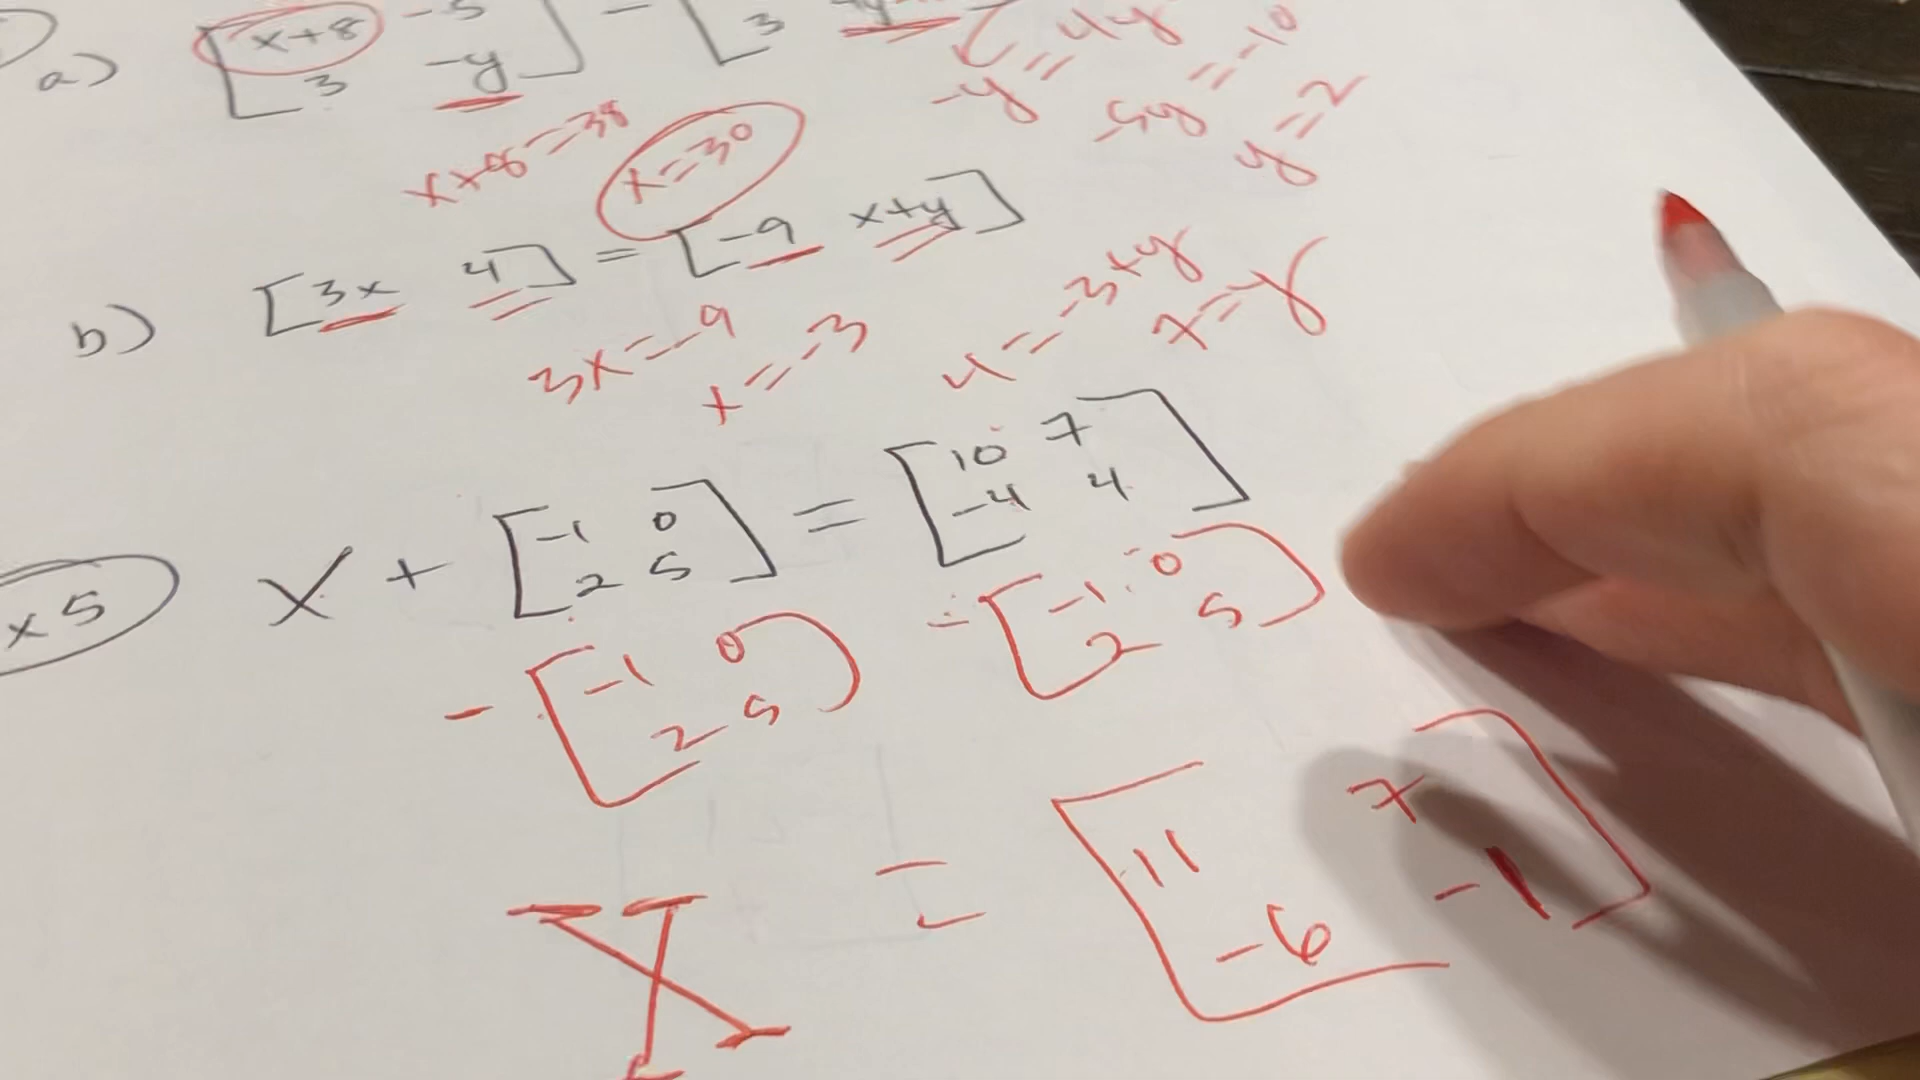 a) [x+8 -5
3 -y] = [3
-y = 4y
-5y = -10
y = 2
x+8=38
x=30
b) [3x 4] = [-9 x+y]
3x=-9
x=-3
4=-3+y
7=y
x5 X + [-1 0 = [10 7
2 5] -4 4]
- [-1 0 - [-1 0
2 5] 2 5]
X = [11 7
-6 -1]